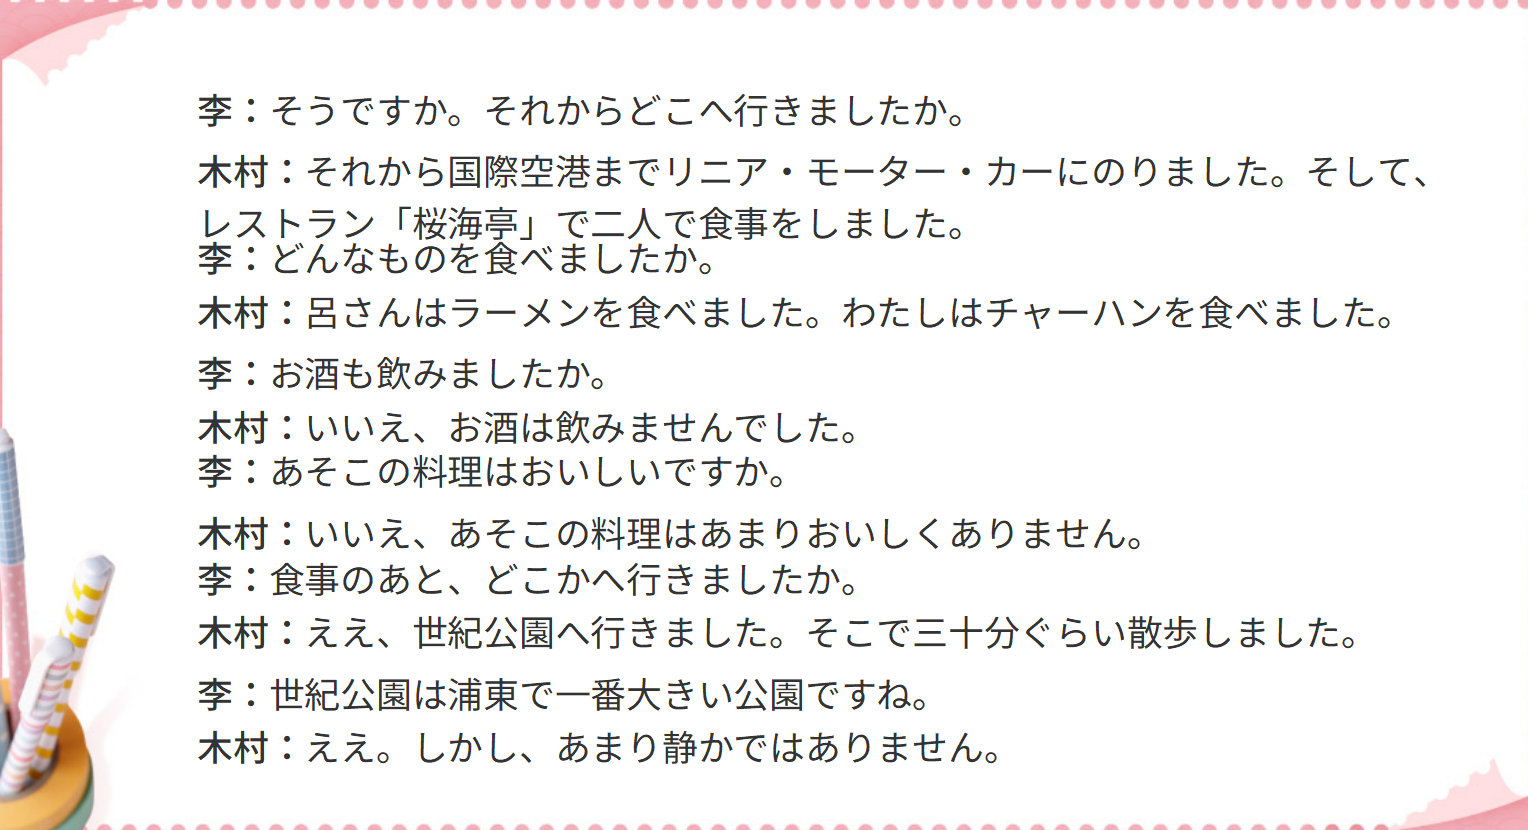 李：そうですか。それからどこへ行きましたか。
木村：それから国際空港までリニア・モーター・カーにのりました。そして、
レストラン「桜海亭」で二人で食事をしました。
李：どんなものを食べましたか。
木村：呂さんはラーメンを食べました。わたしはチャーハンを食べました。
李：お酒も飲みましたか。
木村：いいえ、お酒は飲みませんでした。
李：あそこの料理はおいしいですか。
木村：いいえ、あそこの料理はあまりおいしくありません。
李：食事のあと、どこかへ行きましたか。
木村：ええ、世紀公園へ行きました。そこで三十分ぐらい散歩しました。
李：世紀公園は浦東で一番大きい公園ですね。
木村：ええ。しかし、あまり静かではありません。